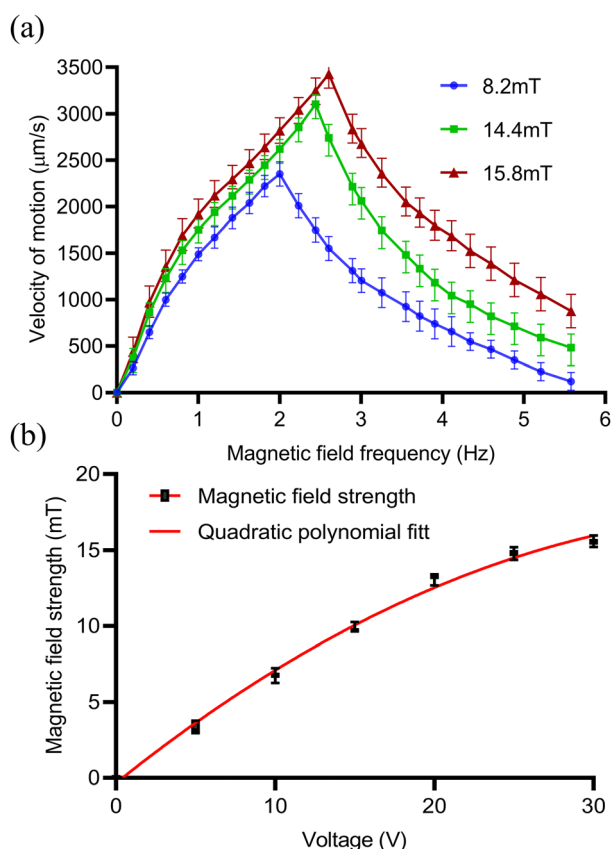 (a)
3500
3000
2500
2000
1500
1000
500
0
Velocity of motion (μm/s)
8.2mT
14.4mT
15.8mT
0 1 2 3 4 5 6
Magnetic field frequency (Hz)
(b)
20
15
10
5
0
Magnetic field strength (mT)
Magnetic field strength
Quadratic polynomial fitt
0 10 20 30
Voltage (V)